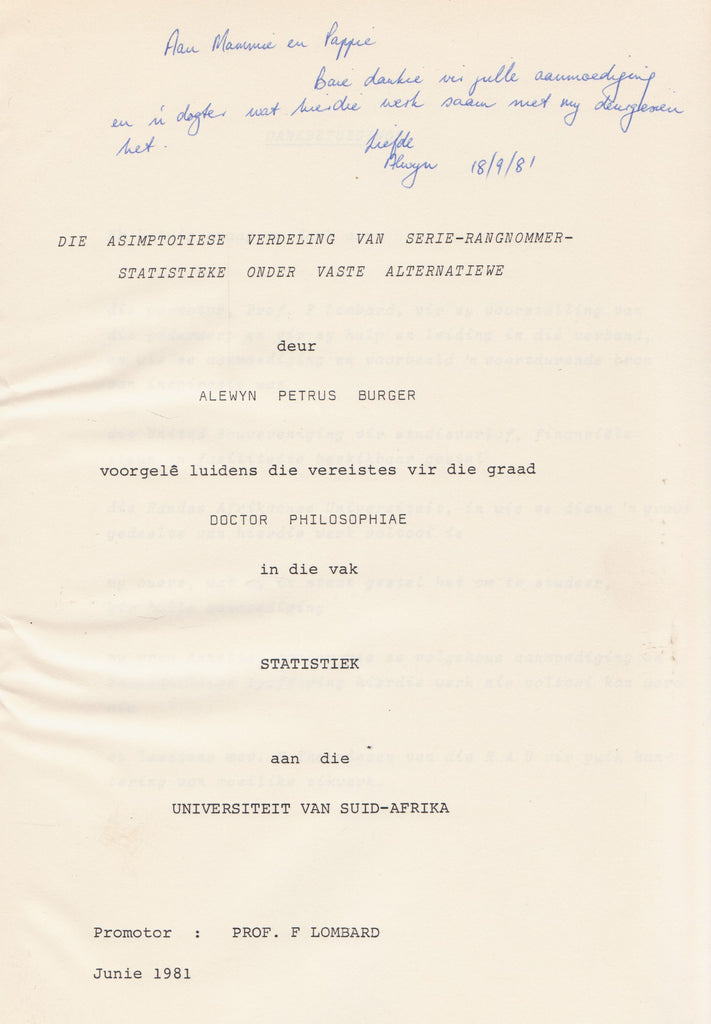 Aan Mammie en Pappie
Baie dankie vir julle aanmoediging
en 'n dogter wat hierdie werk saam met my deurgesien
het.
Liefde
Alewyn 18/9/81
DANKBETUIG
DIE ASIMPTOTIESE VERDELING VAN SERIE-RANGNOMMER-
STATISTIEKE ONDER VASTE ALTERNATIEWE
deur
ALEWYN PETRUS BURGER
voorgelê luidens die vereistes vir die graad
DOCTOR PHILOSOPHIAE
in die vak
STATISTIEK
aan die
UNIVERSITEIT VAN SUID-AFRIKA
Promotor : PROF. F LOMBARD
Junie 1981